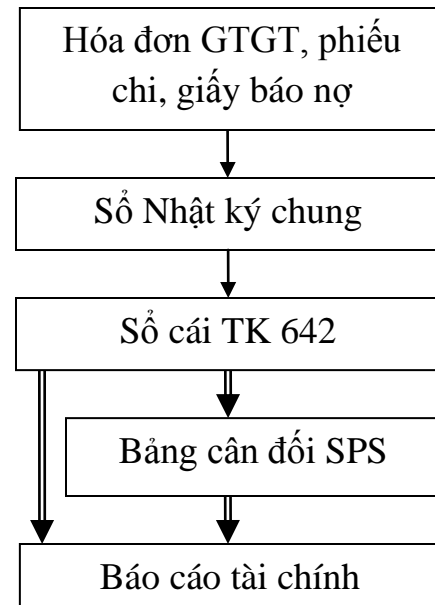 Hóa đơn GTGT, phiếu
chi, giấy báo nợ
Sổ Nhật ký chung
Sổ cái TK 642
Bảng cân đối SPS
Báo cáo tài chính